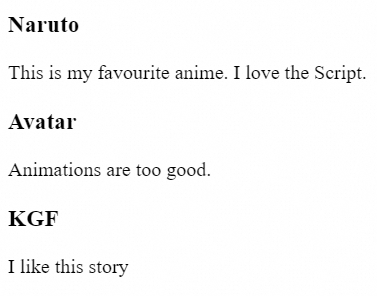 Naruto
This is my favourite anime. I love the Script.
Avatar
Animations are too good.
KGF
I like this story